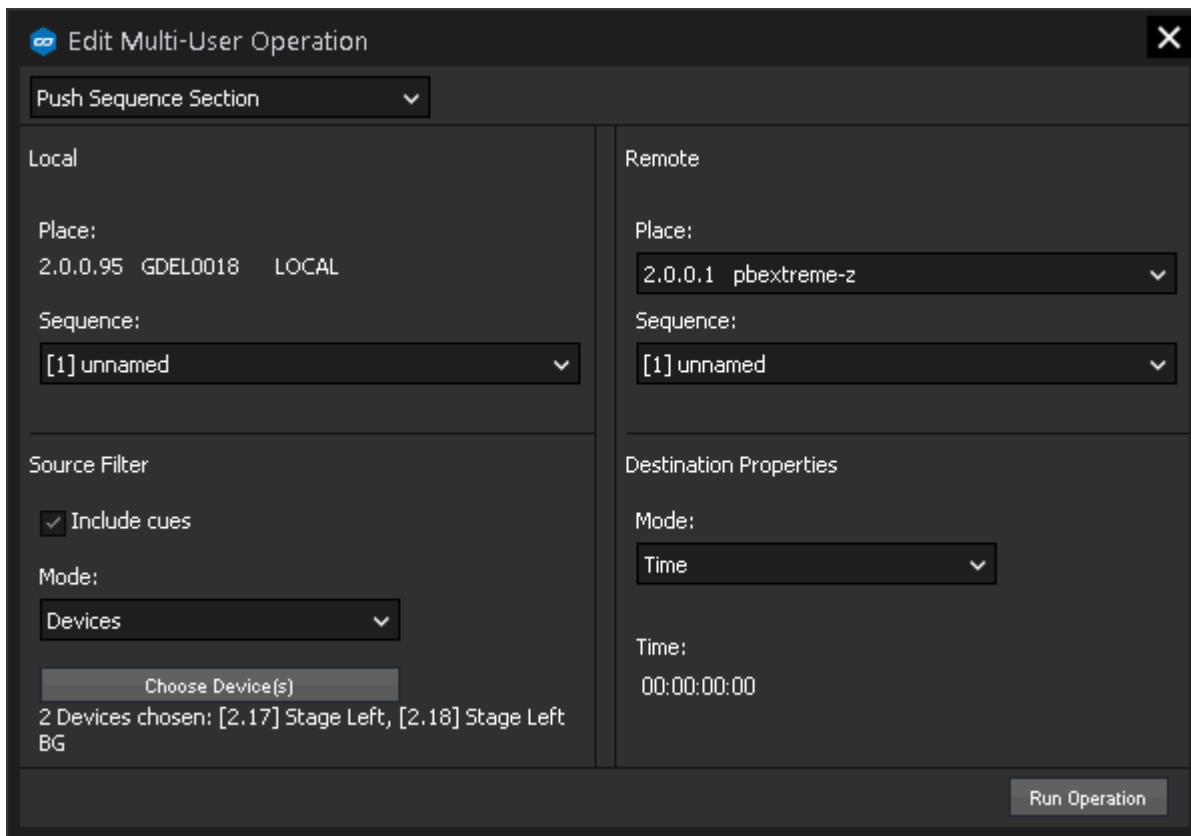 Edit Multi-User Operation
Push Sequence Section
Local
Place:
2.0.0.95 GDEL0018 LOCAL
Sequence:
[1] unnamed
Source Filter
Include cues
Mode:
Devices
Choose Device(s)
2 Devices chosen: [2.17] Stage Left, [2.18] Stage Left
BG
Remote
Place:
2.0.0.1 pbextreme-z
Sequence:
[1] unnamed
Destination Properties
Mode:
Time
Time:
00:00:00:00
Run Operation